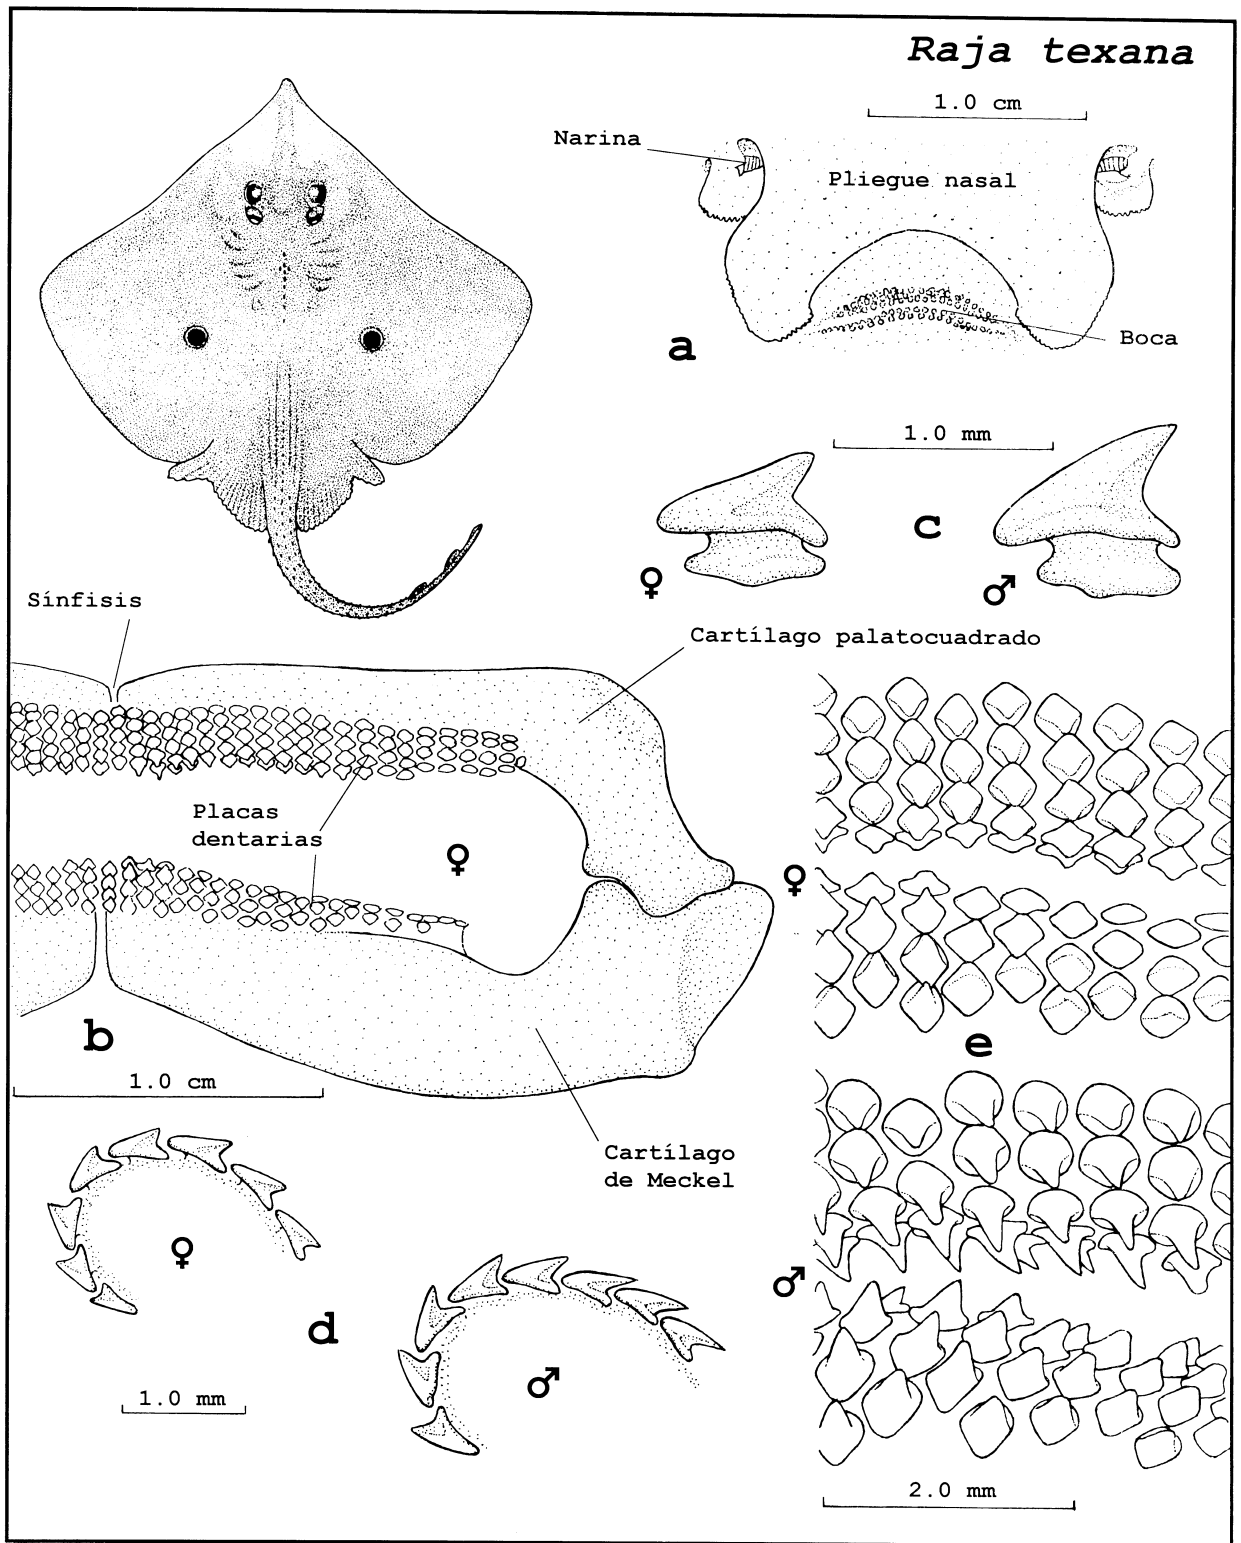 Raja texana
1.0 cm
Narina
Pliegue nasal
Boca
a
1.0 mm
c
♀
♂
Sínfisis
Cartílago palatocuadrado
Placas
dentarias
♀
♀
b
e
1.0 cm
Cartílago
de Meckel
♀
d
♂
♂
1.0 mm
2.0 mm